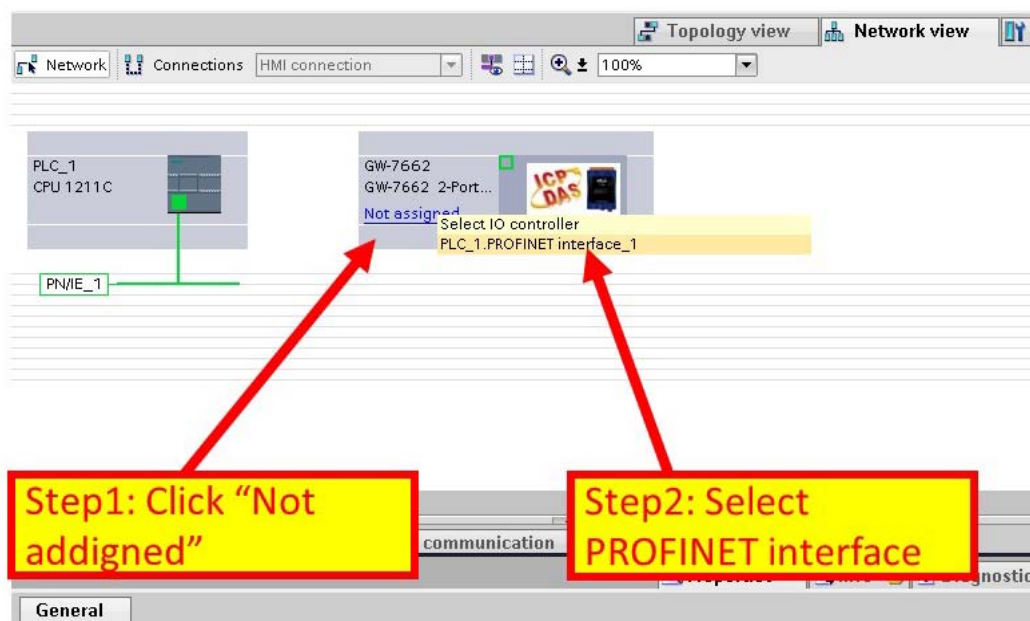 Topology view
Network view
Network
Connections
HMI connection
100%
PLC_1
CPU 1211C
GW-7662
GW-7662 2-Port...
ICP
DAS
Not assigned
Select IO controller
PLC_1.PROFINET interface_1
PN/IE_1
Step1: Click “Not
addigned”
Step2: Select
PROFINET interface
communication
General